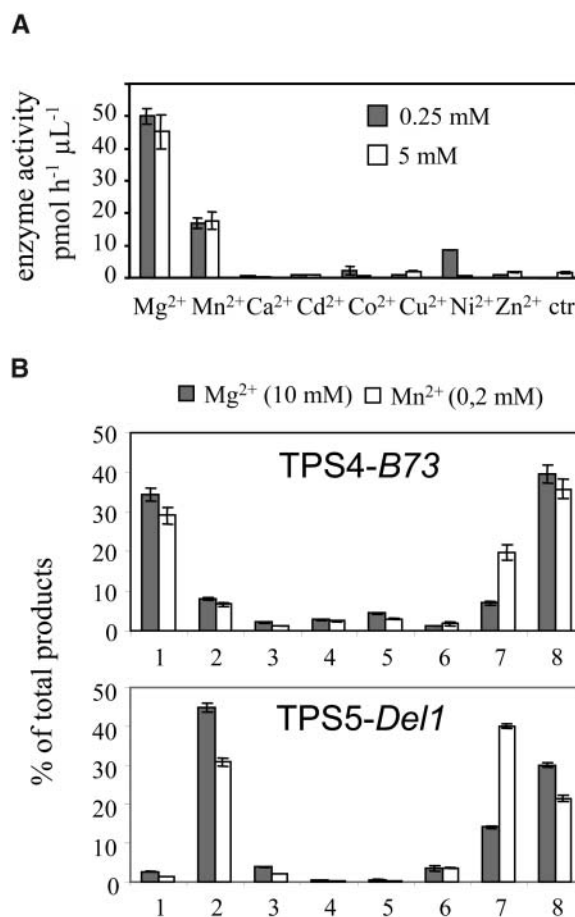 A
enzyme activity
pmol h⁻¹ µL⁻¹
50
40
30
20
10
0
0.25 mM
5 mM
Mg²⁺ Mn²⁺ Ca²⁺ Cd²⁺ Co²⁺ Cu²⁺ Ni²⁺ Zn²⁺ ctr
B
Mg²⁺ (10 mM) Mn²⁺ (0,2 mM)
% of total products
50
40
30
20
10
0
TPS4-B73
1 2 3 4 5 6 7 8
50
40
30
20
10
0
TPS5-Del1
1 2 3 4 5 6 7 8